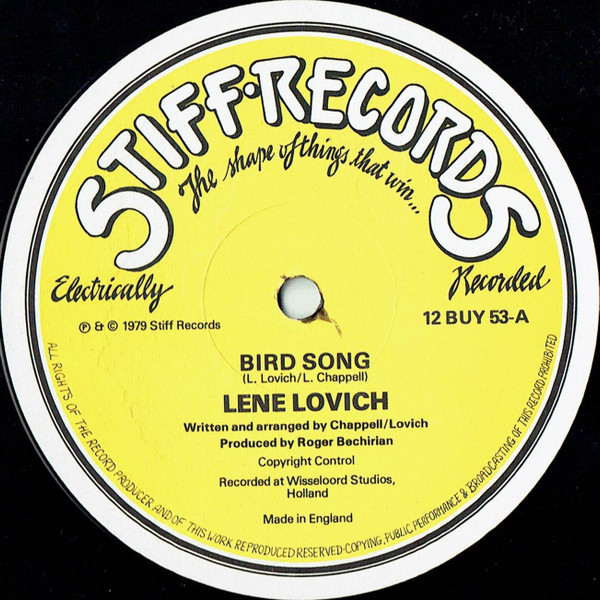 STIFF·RECORDS
The shape of things that win...
Electrically
Recorded
℗ & © 1979 Stiff Records
12 BUY 53-A
BIRD SONG
(L. Lovich/L. Chappell)
LENE LOVICH
Written and arranged by Chappell/Lovich
Produced by Roger Bechirian
Copyright Control
Recorded at Wisseloord Studios,
Holland
Made in England
ALL RIGHTS OF THE RECORD PRODUCER AND OF THIS WORK REPRODUCED RESERVED-COPYING, PUBLIC PERFORMANCE & BROADCASTING OF THIS RECORD PROHIBITED